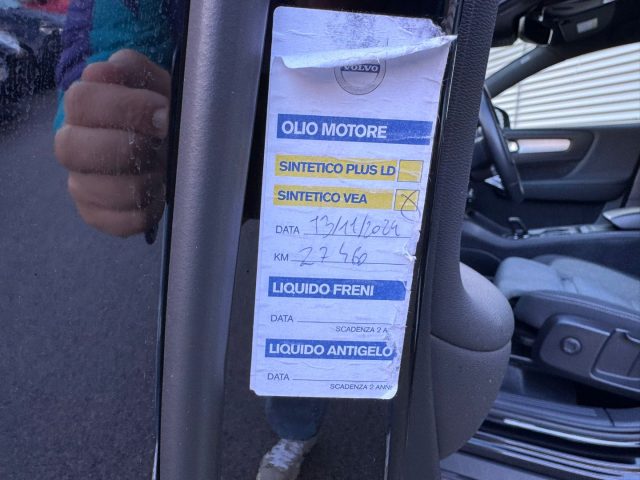 VOLVO
OLIO MOTORE
SINTETICO PLUS LD
SINTETICO VEA X
DATA 13/11/2024
KM 27460
LIQUIDO FRENI
DATA
SCADENZA 2 A
LIQUIDO ANTIGELO
DATA
SCADENZA 2 ANNI